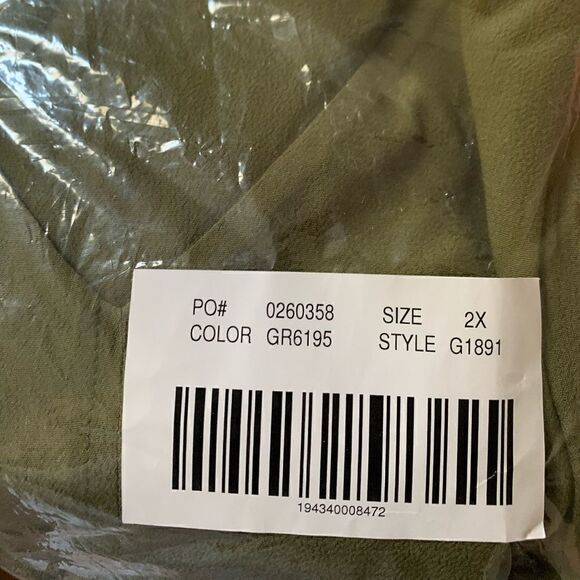 PO# 0260358 SIZE 2X
COLOR GR6195 STYLE G1891
194340008472